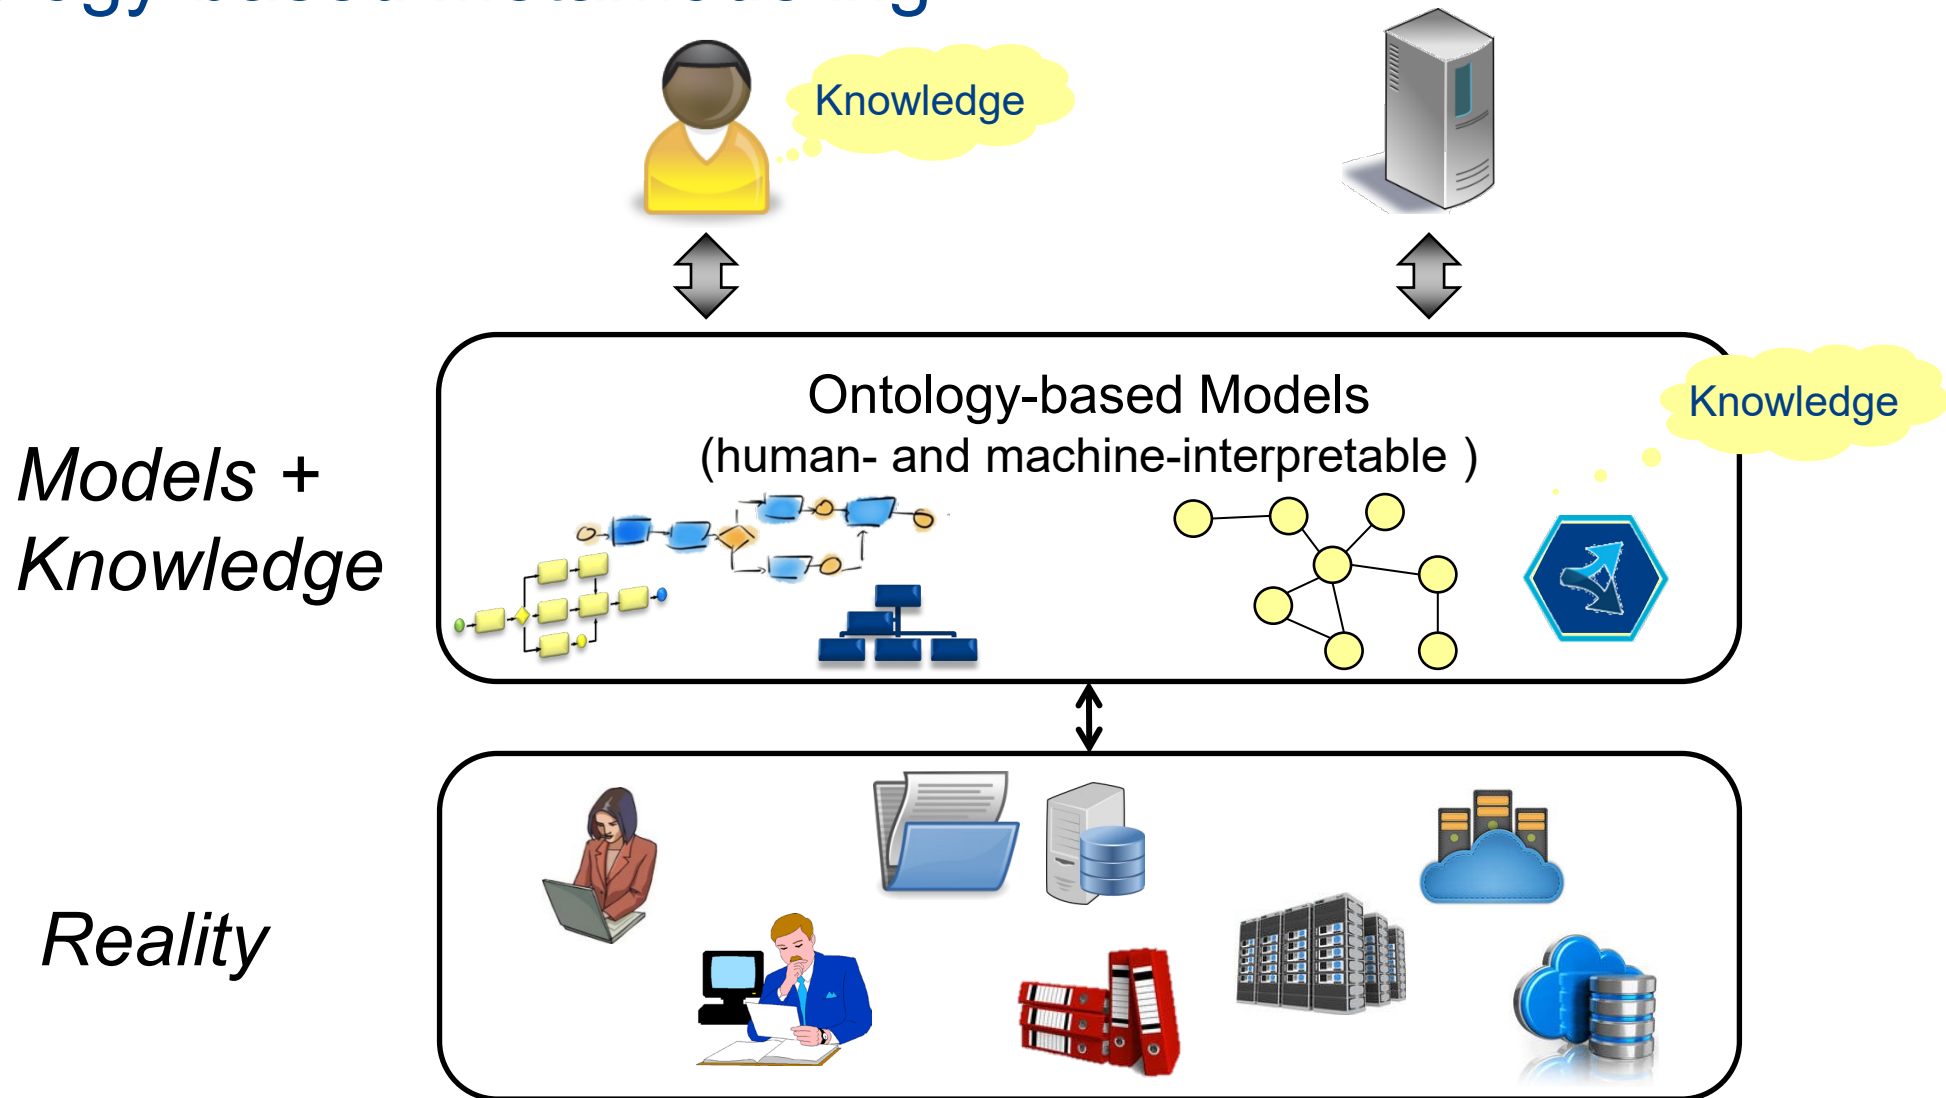 Knowledge
Ontology-based Models
(human- and machine-interpretable )
Knowledge
Models +
Knowledge
Reality